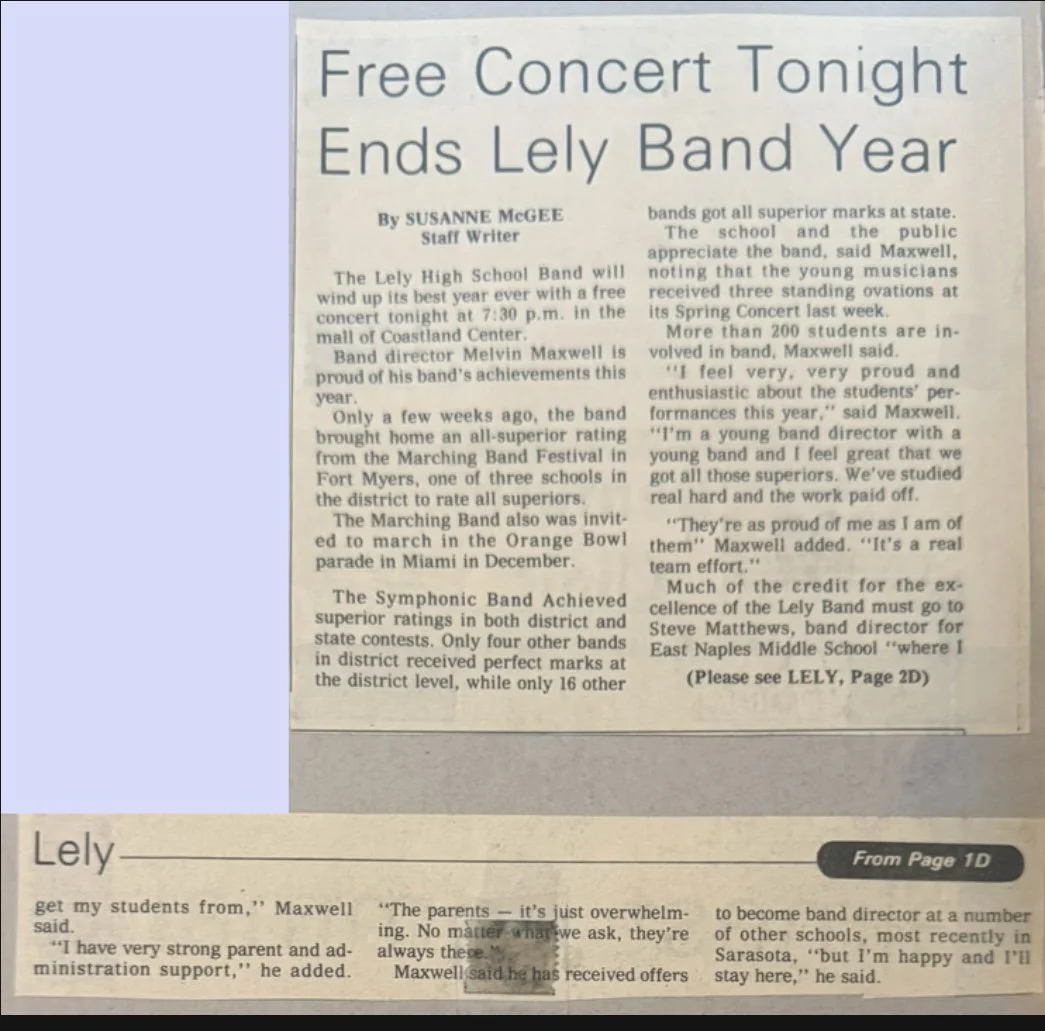 Free Concert Tonight
Ends Lely Band Year
By SUSANNE McGEE
Staff Writer
The Lely High School Band will
wind up its best year ever with a free
concert tonight at 7:30 p.m. in the
mall of Coastland Center.
Band director Melvin Maxwell is
proud of his band's achievements this
year.
Only a few weeks ago, the band
brought home an all-superior rating
from the Marching Band Festival in
Fort Myers, one of three schools in
the district to rate all superiors.
The Marching Band also was invit-
ed to march in the Orange Bowl
parade in Miami in December.
The Symphonic Band Achieved
superior ratings in both district and
state contests. Only four other bands
in district received perfect marks at
the district level, while only 16 other
bands got all superior marks at state.
The school and the public
appreciate the band, said Maxwell,
noting that the young musicians
received three standing ovations at
its Spring Concert last week.
More than 200 students are in-
volved in band, Maxwell said.
"I feel very, very proud and
enthusiastic about the students' per-
formances this year," said Maxwell.
"I'm a young band director with a
young band and I feel great that we
got all those superiors. We've studied
real hard and the work paid off.
"They're as proud of me as I am of
them" Maxwell added. "It's a real
team effort."
Much of the credit for the ex-
cellence of the Lely Band must go to
Steve Matthews, band director for
East Naples Middle School "where I
(Please see LELY, Page 2D)
Lely
From Page 1D
get my students from," Maxwell
said.
"I have very strong parent and ad-
ministration support," he added.
"The parents — it's just overwhelm-
ing. No matter what we ask, they're
always there."
Maxwell said he has received offers
to become band director at a number
of other schools, most recently in
Sarasota, "but I'm happy and I'll
stay here," he said.